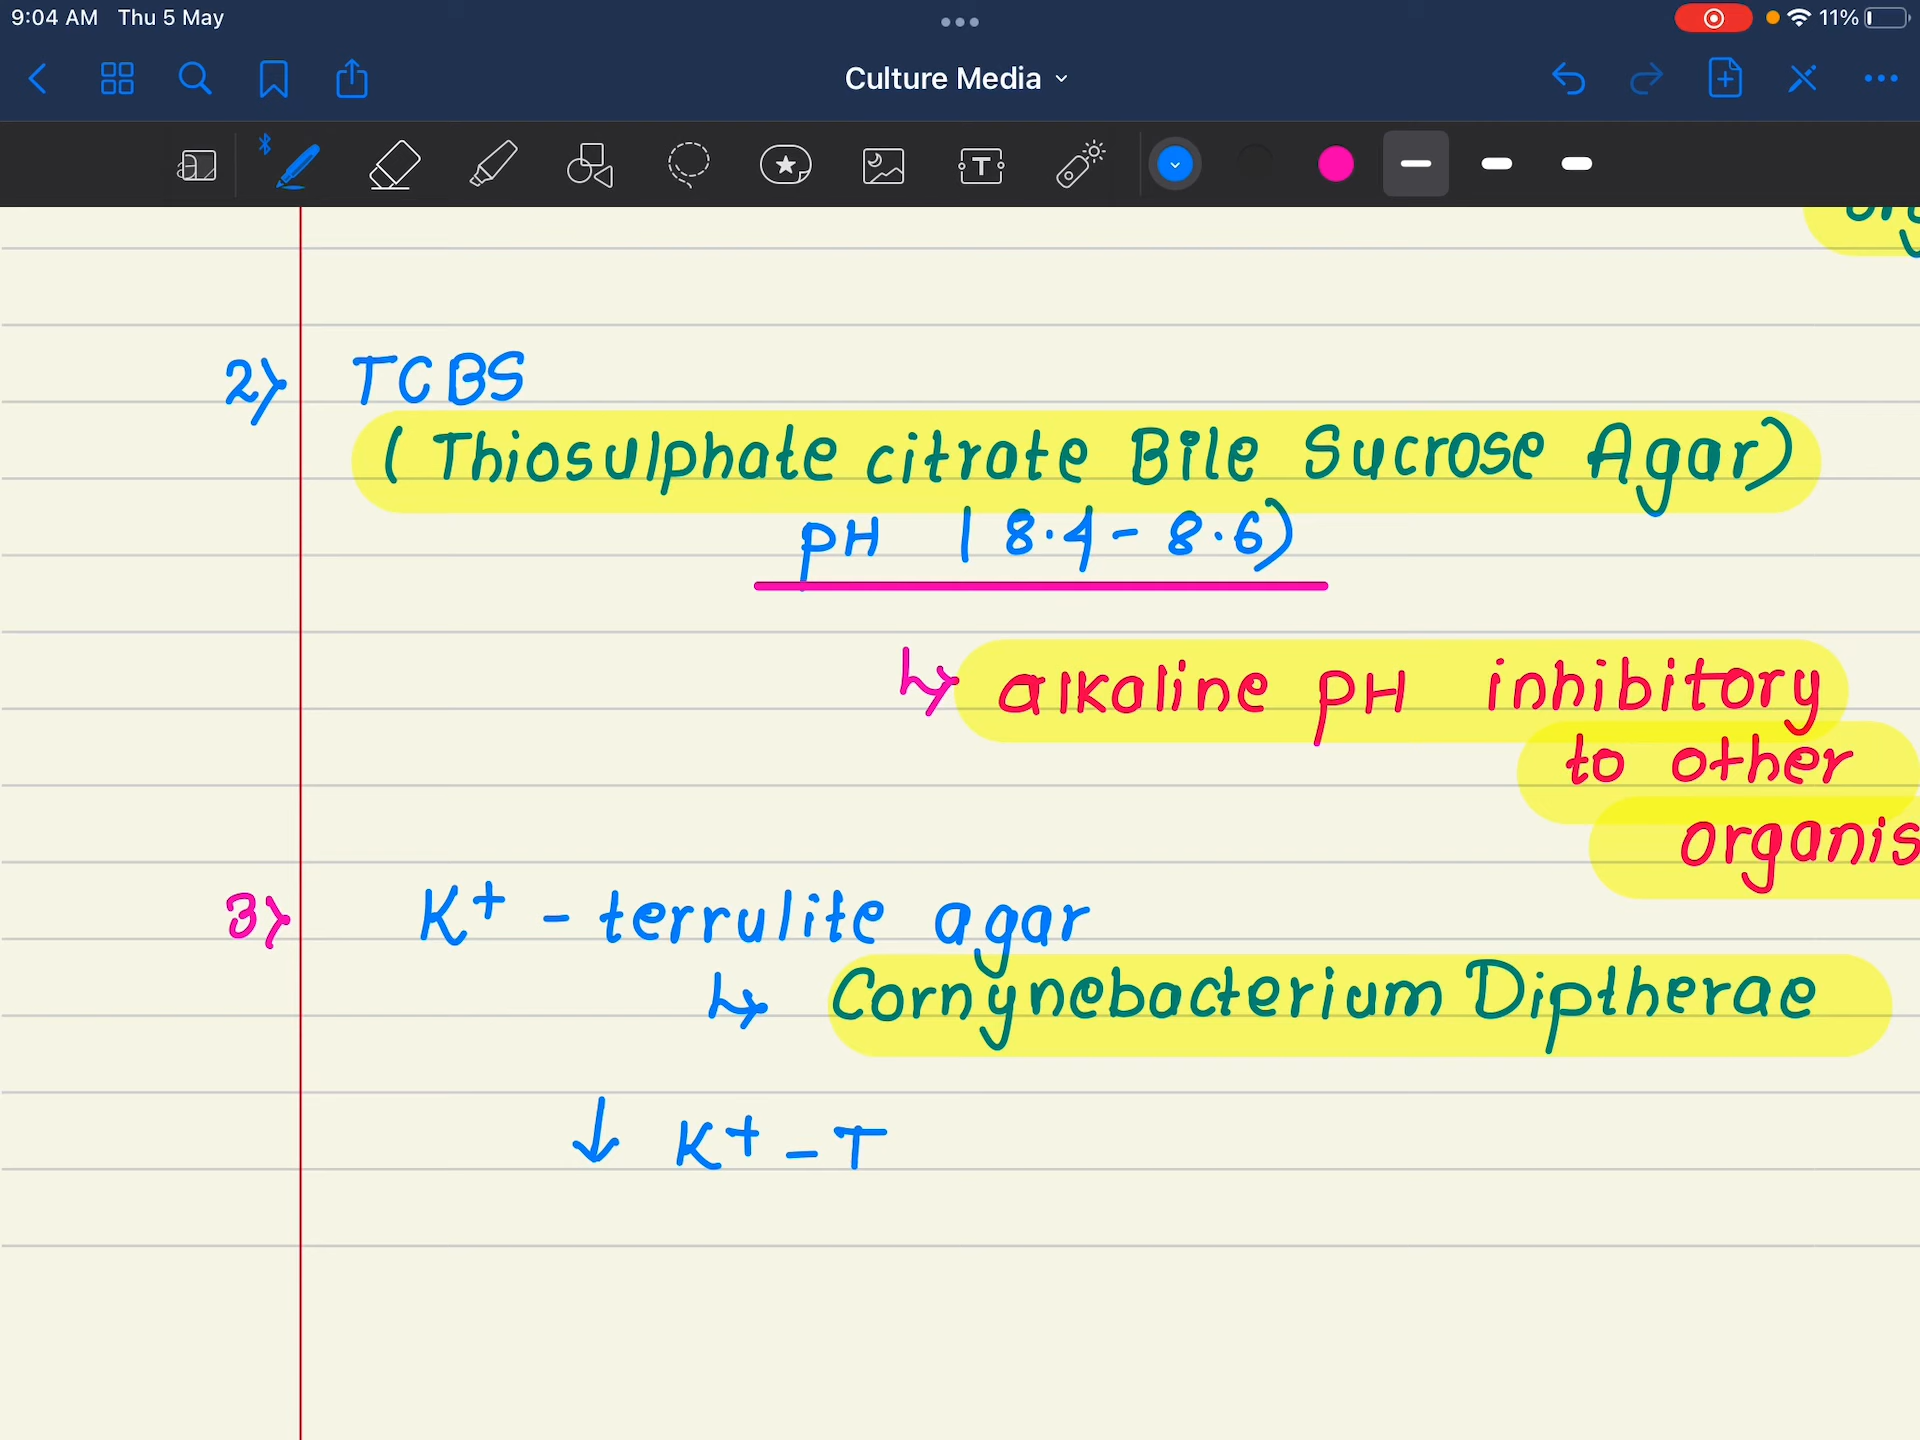 9:04 AM Thu 5 May
11%
Culture Media
T
2) TCBS
(Thiosulphate citrate Bile Sucrose Agar)
pH (8.4 - 8.6)
↳ alkaline pH inhibitory
to other
organis
3) K+ - terrulite agar
↳ Cornynebacterium Diptherae
↓ K+ - T